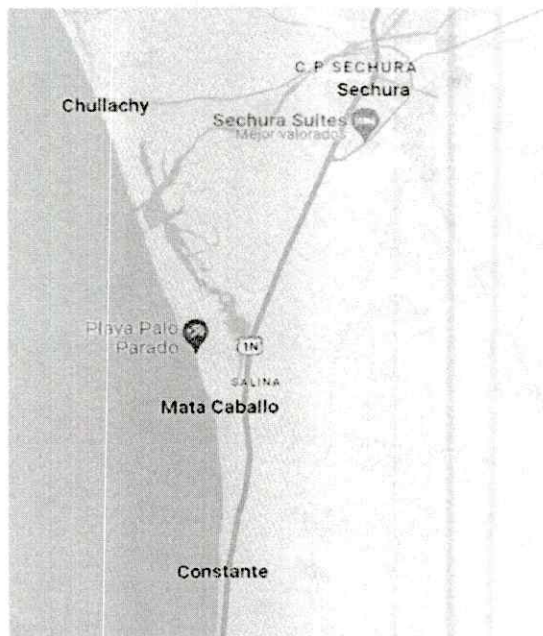 C.P SECHURA
Sechura
Chullachy
Sechura Suites
Mejor valorados
Playa Palo
Parado
1N
SALINA
Mata Caballo
Constante